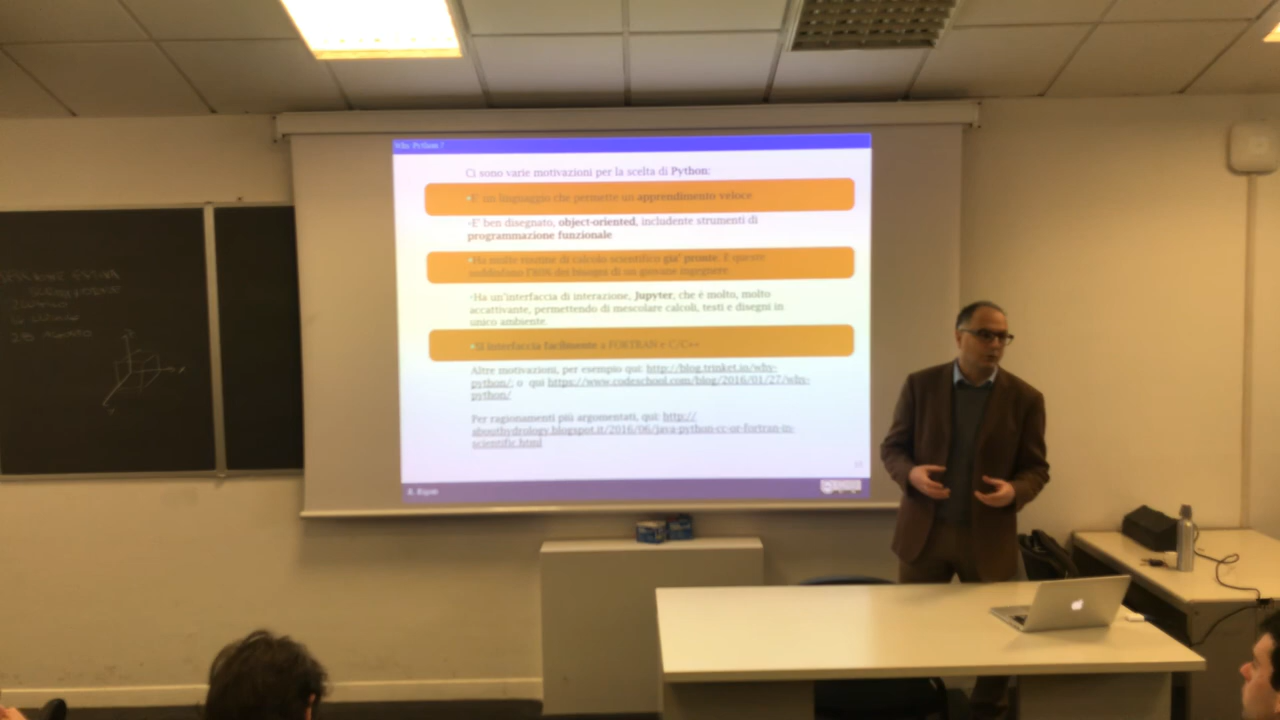 Why Python ?
Ci sono varie motivazioni per la scelta di Python:
•E' un linguaggio che permette un apprendimento veloce
•E' ben disegnato, object-oriented, includente strumenti di
programmazione funzionale
•Ha molte routine di calcolo scientifico gia' pronte. E queste
soddisfano dei bisogni di un giovane ingegnere.
•Ha un'interfaccia di interazione, Jupyter, che è molto, molto
accattivante, permettendo di mescolare calcoli, testi e disegni in
unico ambiente.
•Si interfaccia facilmente a FORTRAN e C/C++
Altre motivazioni, per esempio qui: http://blog.trinket.io/why-
python/; o qui https://www.codeschool.com/blog/2016/01/27/why-
python/
Per ragionamenti più argomentati, qui: http://
abouthydrology.blogspot.it/2016/06/java-python-cc-or-fortran-in-
scientific.html